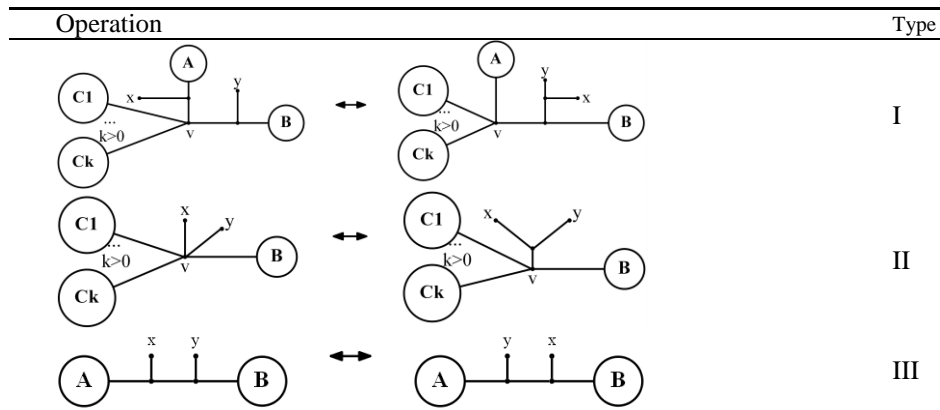 Operation Type
A A
y y
C1 x C1 x
... ...
k>0 B k>0 B I
v v
Ck Ck
x x y
C1 y C1
... ...
k>0 B k>0 B II
v v
Ck Ck
x y y x
A B A B III